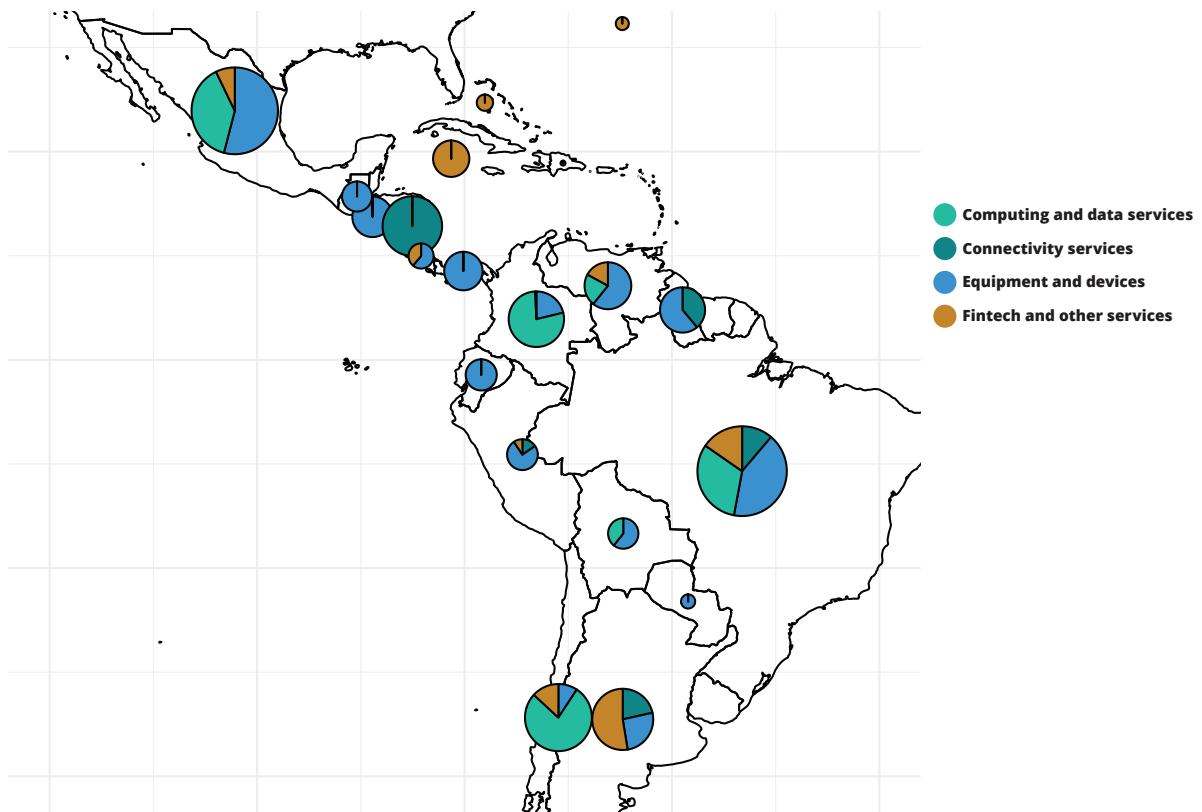 Computing and data services
Connectivity services
Equipment and devices
Fintech and other services